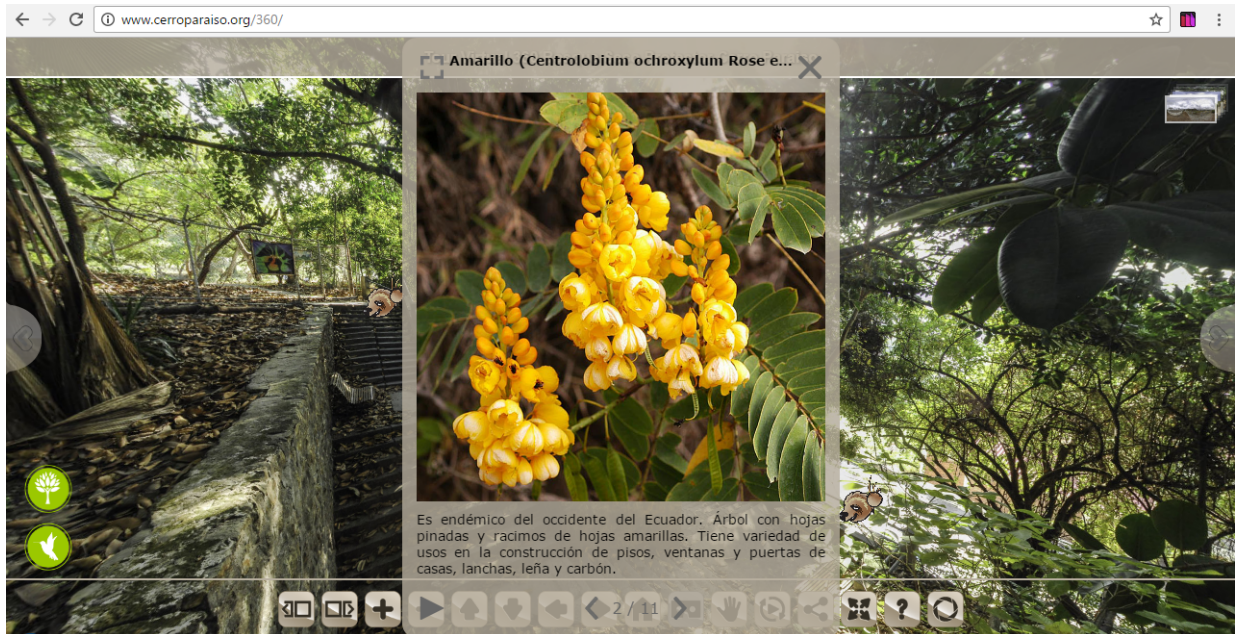 www.cerroparaiso.org/360/
Amarillo (Centrolobium ochroxylum Rose e...
Es endémico del occidente del Ecuador. Árbol con hojas
pinadas y racimos de hojas amarillas. Tiene variedad de
usos en la construcción de pisos, ventanas y puertas de
casas, lanchas, leña y carbón.
2 / 11
?